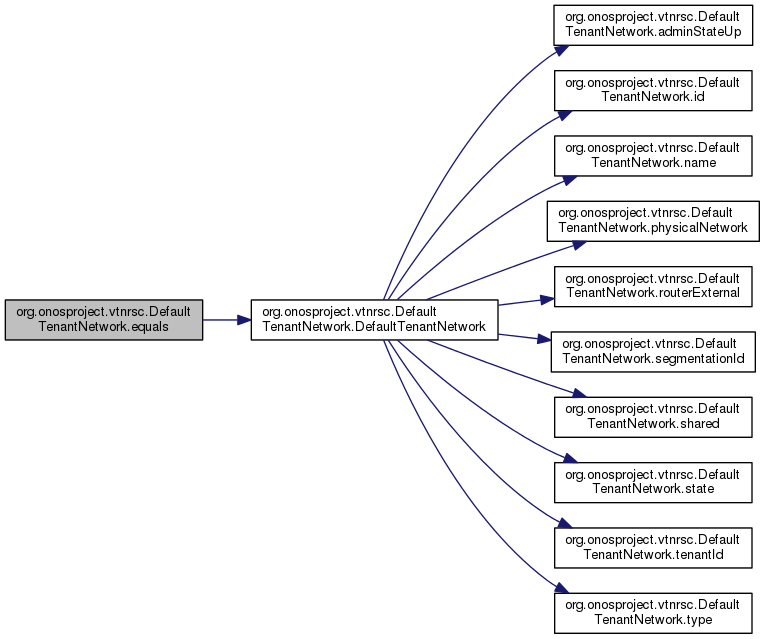 org.onosproject.vtnrsc.Default
TenantNetwork.equals
org.onosproject.vtnrsc.Default
TenantNetwork.DefaultTenantNetwork
org.onosproject.vtnrsc.Default
TenantNetwork.adminStateUp
org.onosproject.vtnrsc.Default
TenantNetwork.id
org.onosproject.vtnrsc.Default
TenantNetwork.name
org.onosproject.vtnrsc.Default
TenantNetwork.physicalNetwork
org.onosproject.vtnrsc.Default
TenantNetwork.routerExternal
org.onosproject.vtnrsc.Default
TenantNetwork.segmentationId
org.onosproject.vtnrsc.Default
TenantNetwork.shared
org.onosproject.vtnrsc.Default
TenantNetwork.state
org.onosproject.vtnrsc.Default
TenantNetwork.tenantId
org.onosproject.vtnrsc.Default
TenantNetwork.type